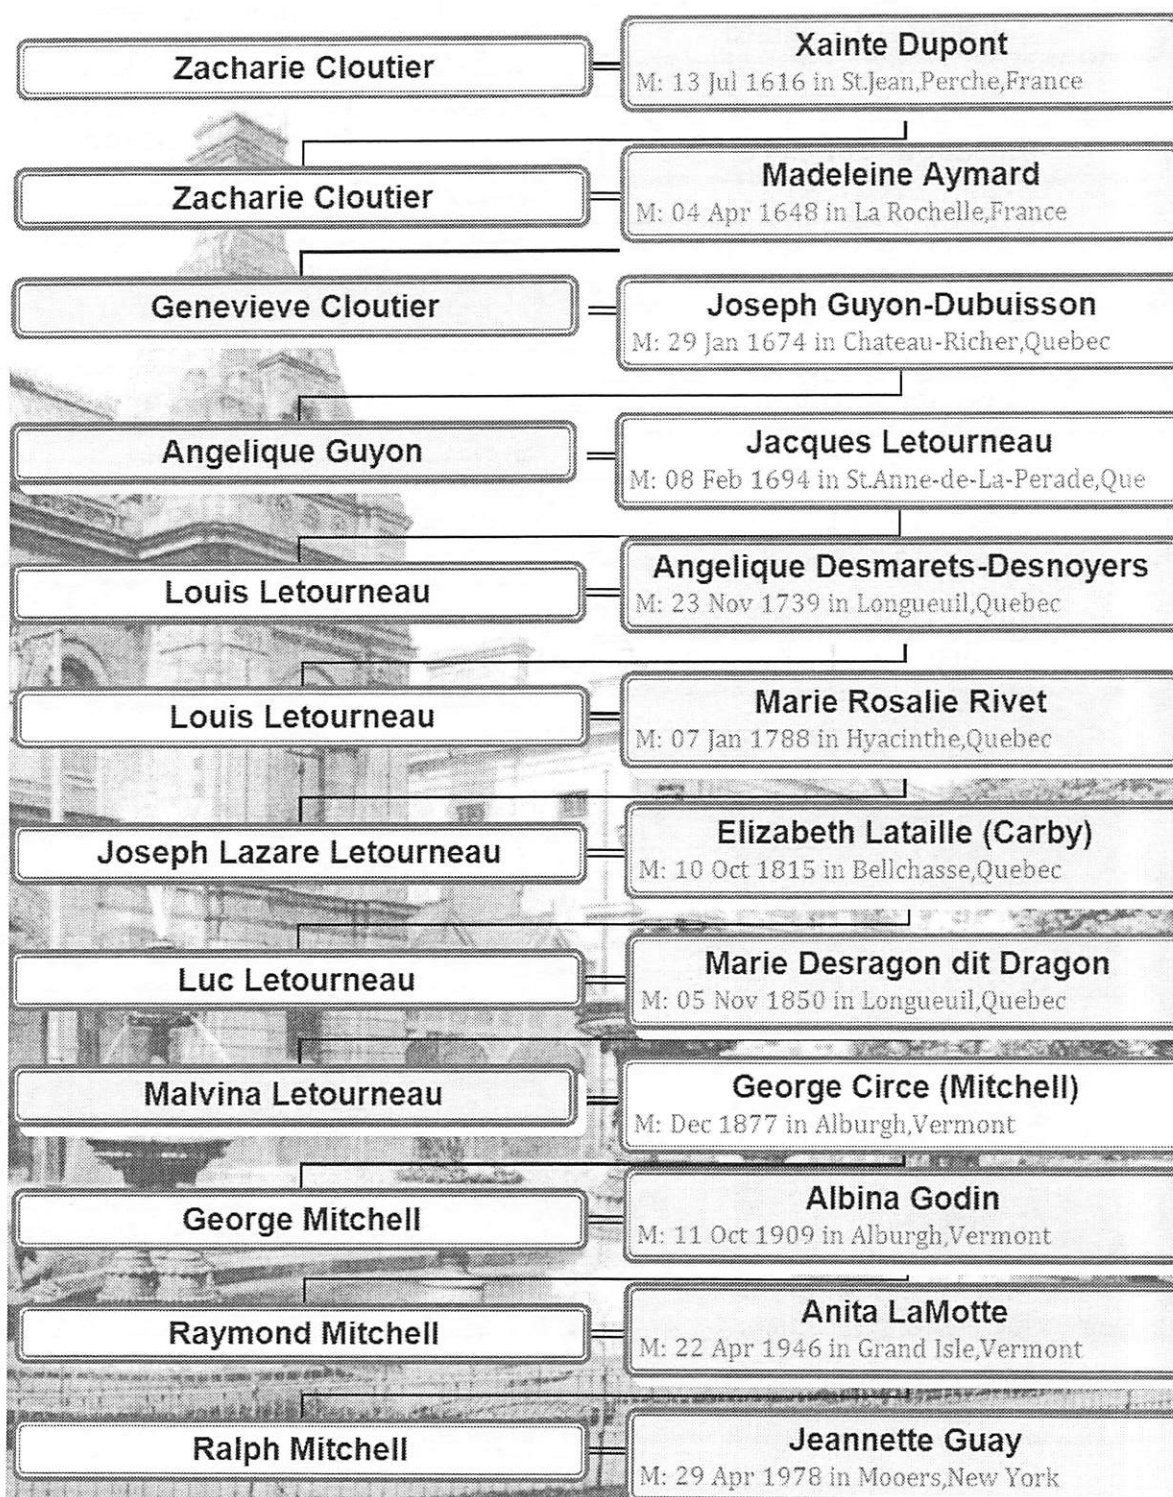 Zacharie Cloutier
Xainte Dupont
M: 13 Jul 1616 in St.Jean,Perche,France
Zacharie Cloutier
Madeleine Aymard
M: 04 Apr 1648 in La Rochelle,France
Genevieve Cloutier
Joseph Guyon-Dubuisson
M: 29 Jan 1674 in Chateau-Richer,Quebec
Angelique Guyon
Jacques Letourneau
M: 08 Feb 1694 in St.Anne-de-La-Perade,Que
Louis Letourneau
Angelique Desmarets-Desnoyers
M: 23 Nov 1739 in Longueuil,Quebec
Louis Letourneau
Marie Rosalie Rivet
M: 07 Jan 1788 in Hyacinthe,Quebec
Joseph Lazare Letourneau
Elizabeth Lataille (Carby)
M: 10 Oct 1815 in Bellchasse,Quebec
Luc Letourneau
Marie Desragon dit Dragon
M: 05 Nov 1850 in Longueuil,Quebec
Malvina Letourneau
George Circe (Mitchell)
M: Dec 1877 in Alburgh,Vermont
George Mitchell
Albina Godin
M: 11 Oct 1909 in Alburgh,Vermont
Raymond Mitchell
Anita LaMotte
M: 22 Apr 1946 in Grand Isle,Vermont
Ralph Mitchell
Jeannette Guay
M: 29 Apr 1978 in Mooers,New York